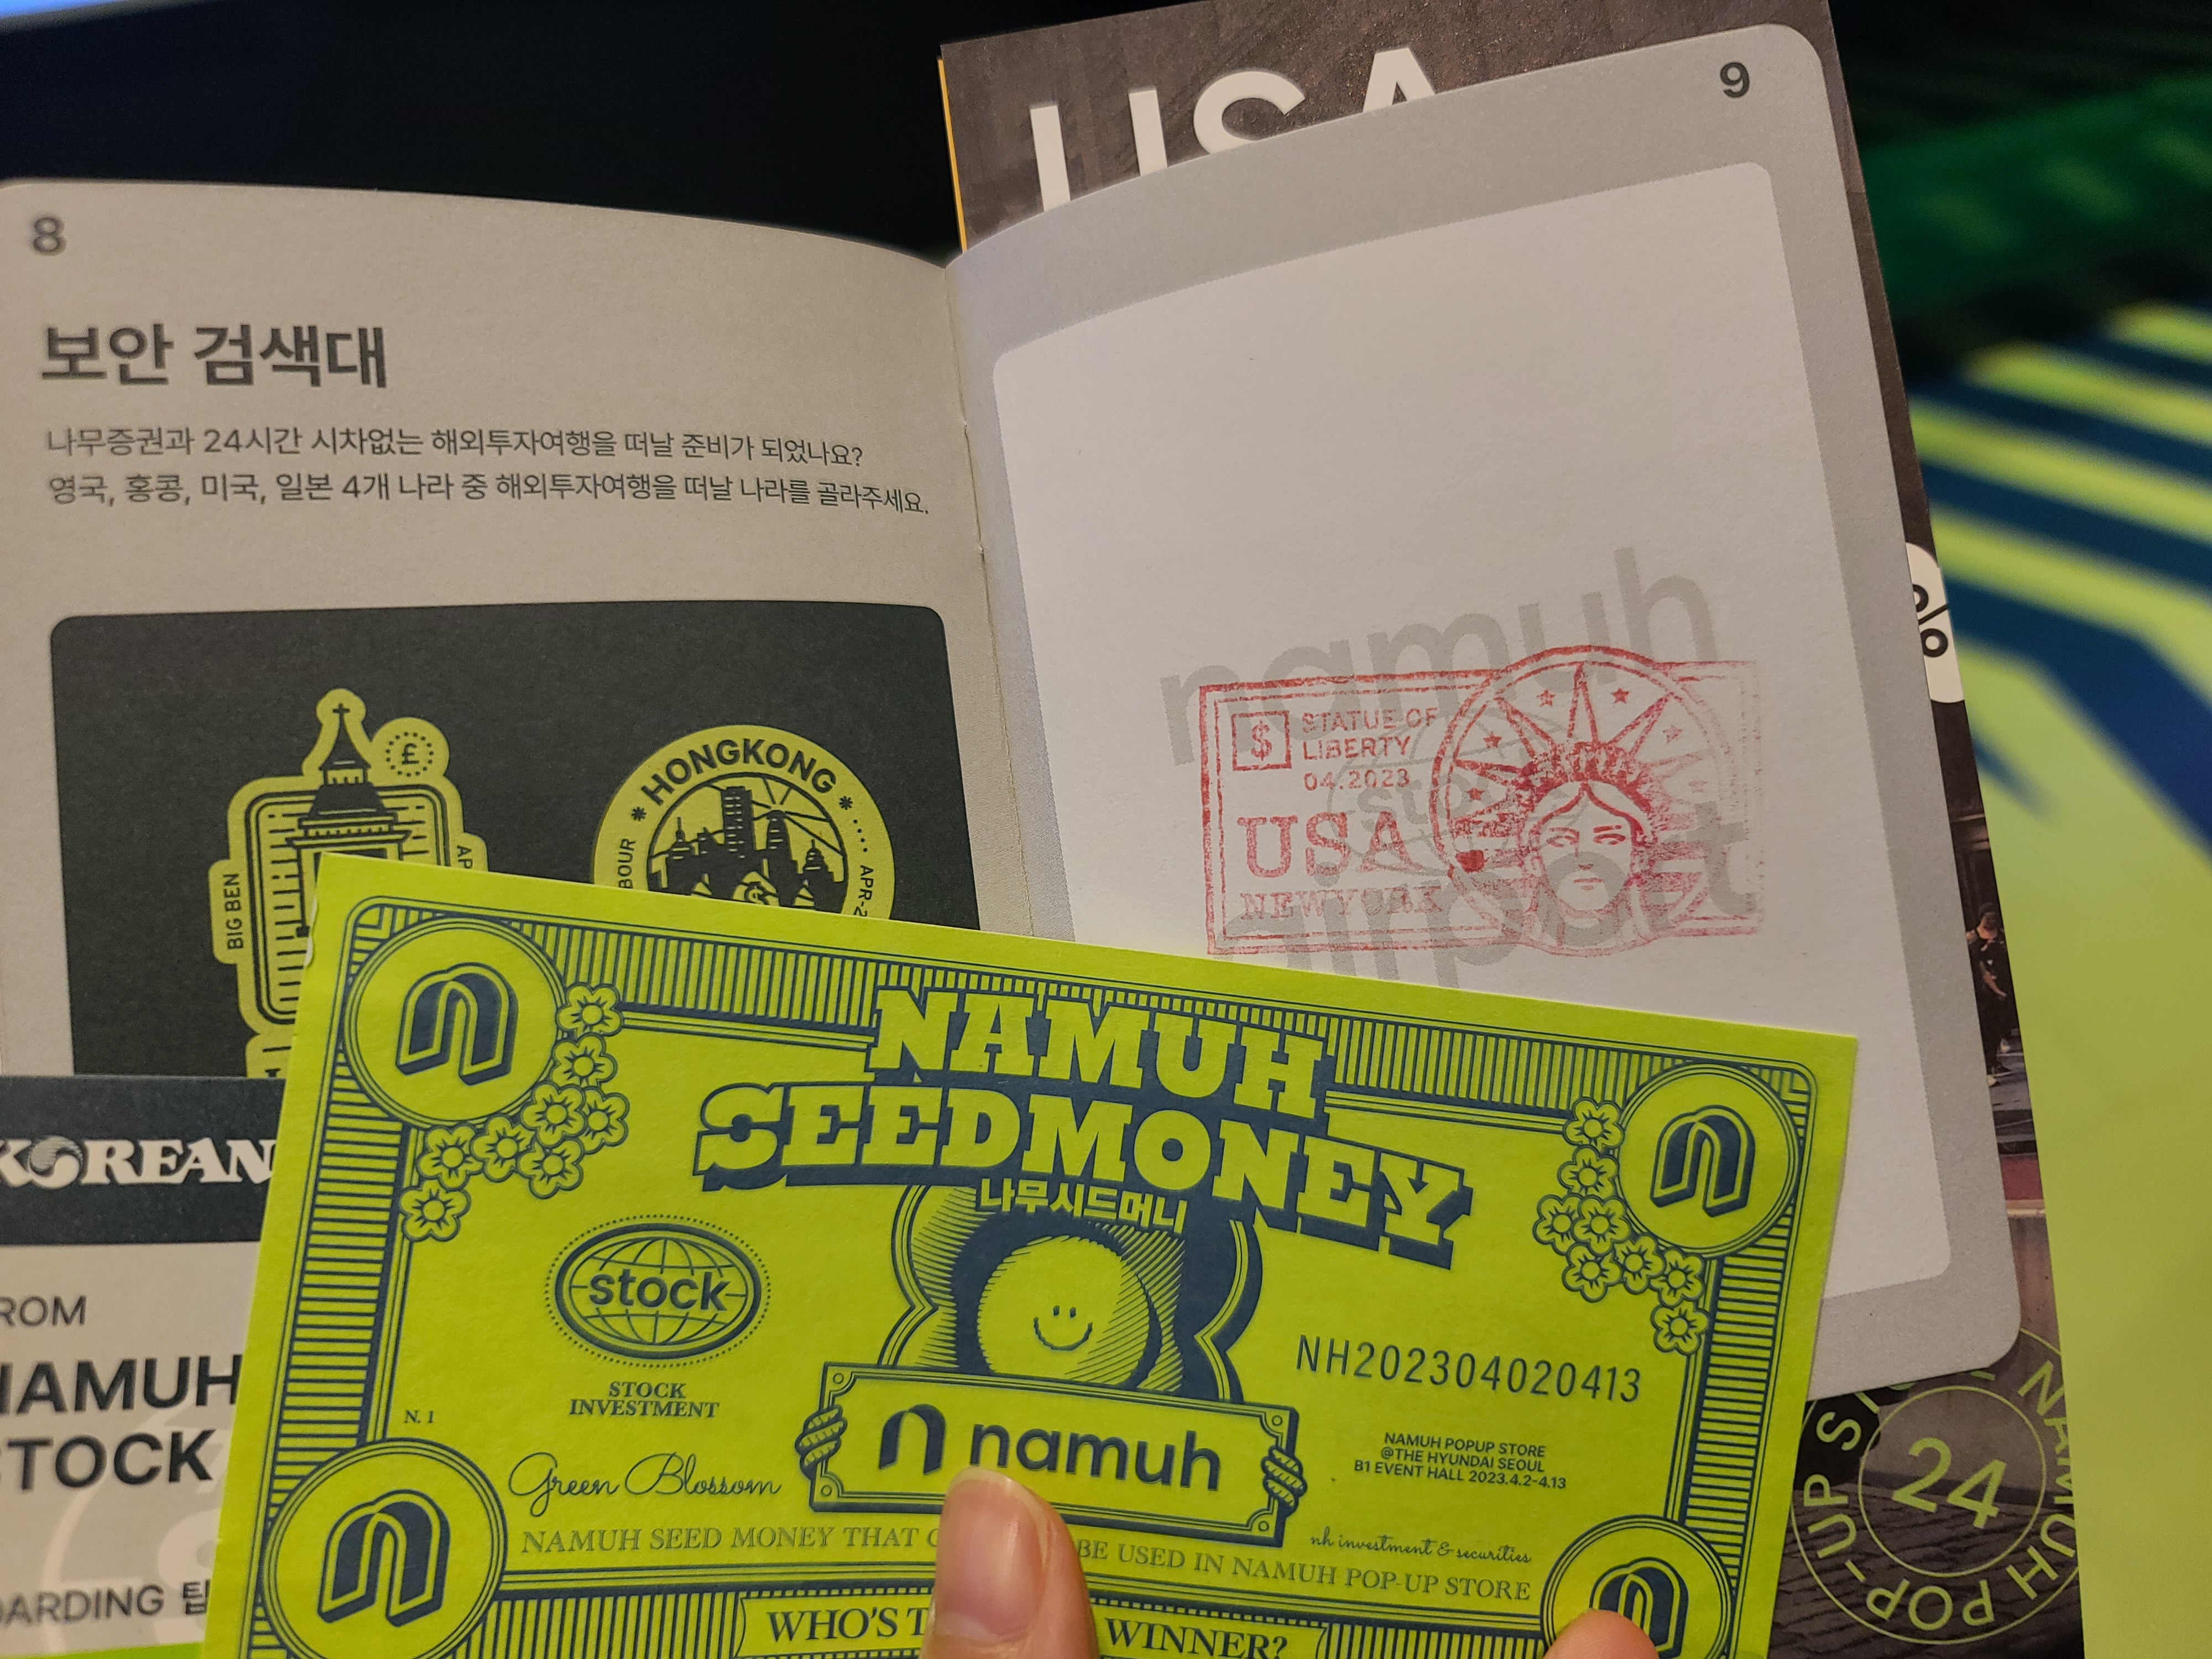 USA
9
8
보안 검색대
나무증권과 24시간 시차없는 해외투자여행을 떠날 준비가 되었나요?
영국, 홍콩, 미국, 일본 4개 나라 중 해외투자여행을 떠날 나라를 골라주세요.
£
BIG BEN
HONGKONG
namuh
airport
$
STATUE OF
LIBERTY
04.2023
USA
NEWYORK
%
KOREAN
NAMUH
STOCK
NAMUH
SEEDMONEY
나무시드머니
stock
STOCK
INVESTMENT
N. 1
Green Blossom
namuh
NH202304020413
NAMUH POPUP STORE
@THE HYUNDAI SEOUL
B1 EVENT HALL 2023.4.2-4.13
nh investment & securities
NAMUH SEED MONEY THAT BE USED IN NAMUH POP-UP STORE
WHO'S WINNER?
24
NAMUH POP-UP